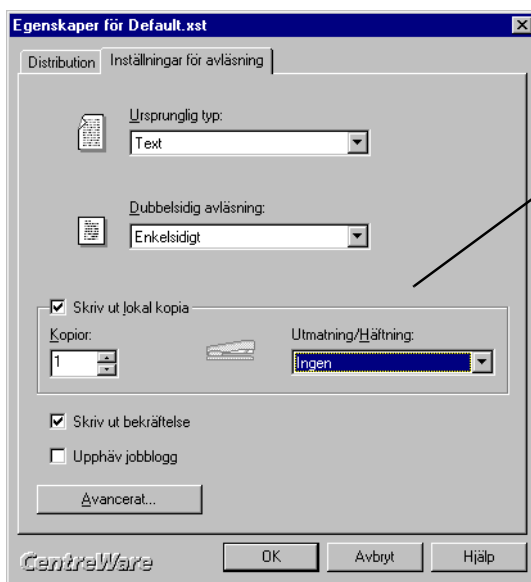 Egenskaper för Default.xst
Distribution
Inställningar för avläsning
Ursprunglig typ:
Text
Dubbelsidig avläsning:
Enkelsidigt
Skriv ut lokal kopia
Kopior:
Utmatning/Häftning:
1
Ingen
Skriv ut bekräftelse
Upphäv jobblogg
Avancerat...
CentreWare
OK
Avbryt
Hjälp